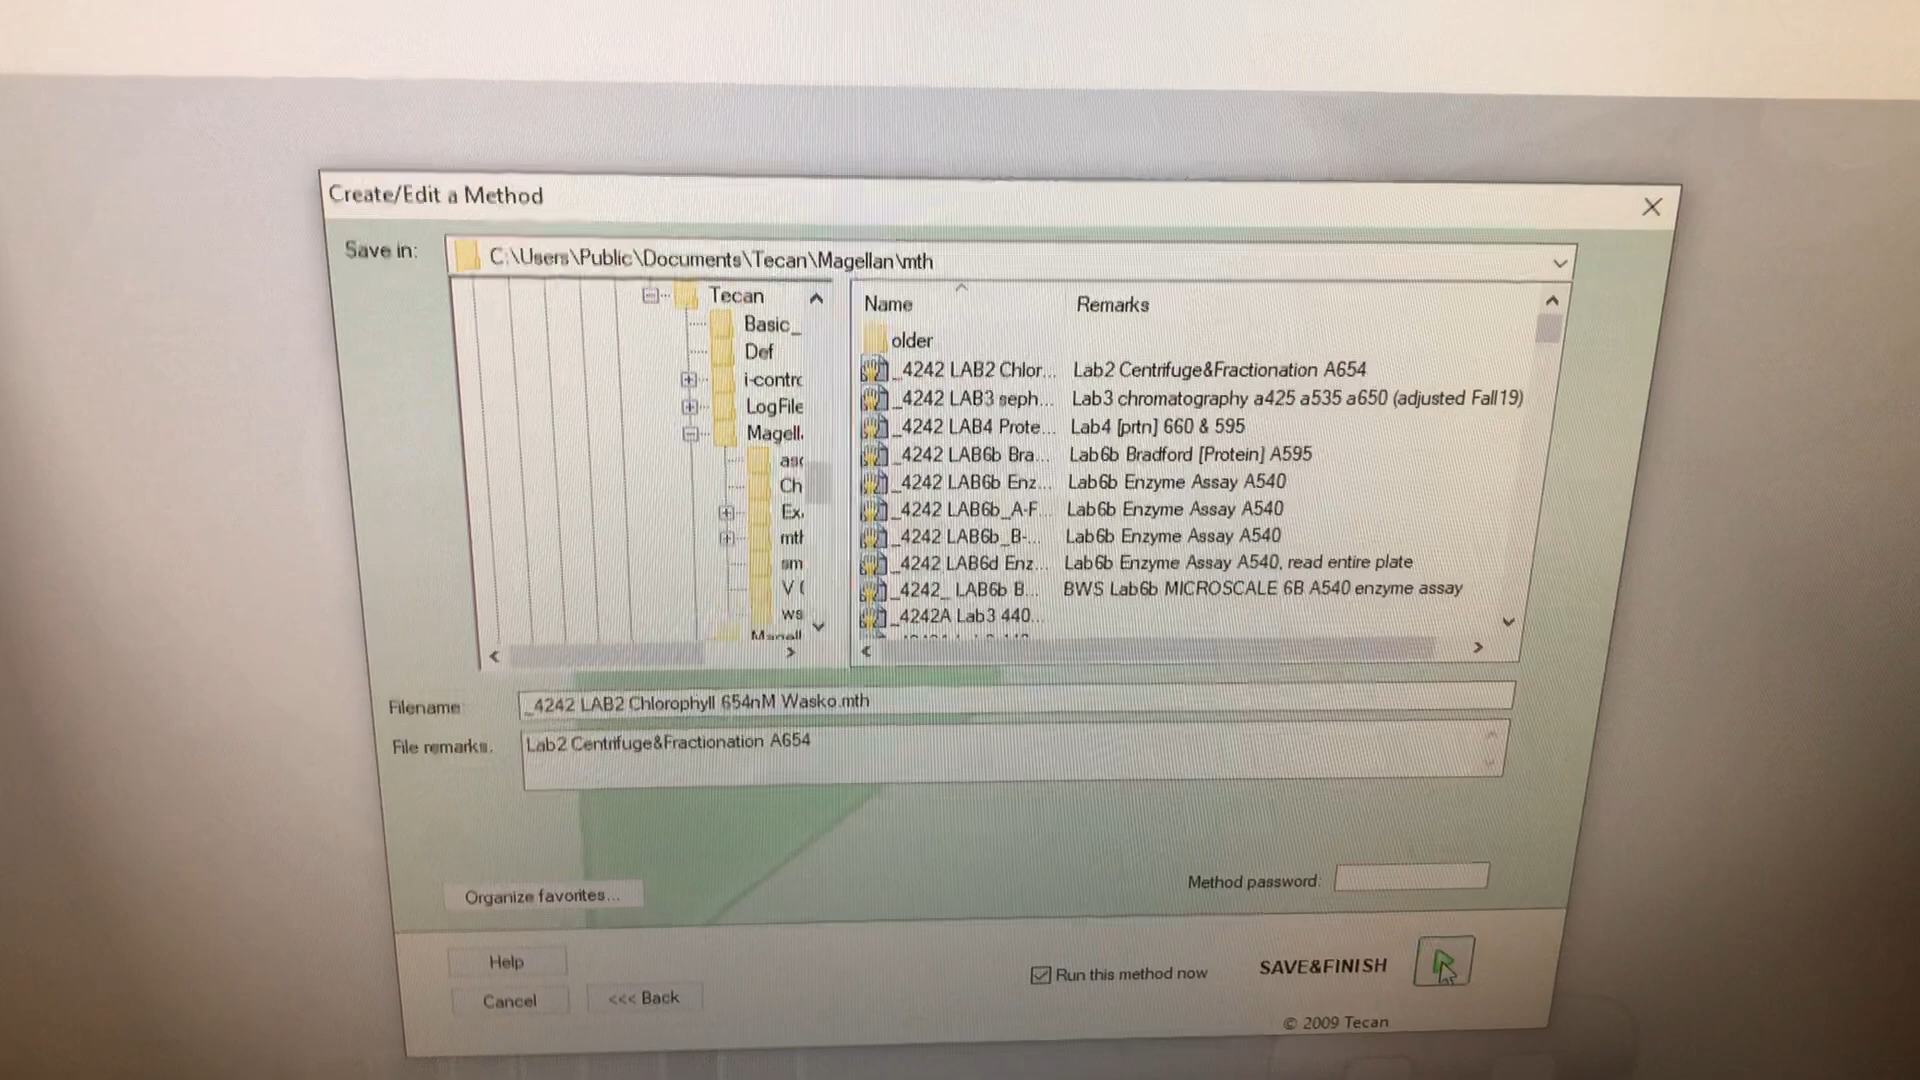 Create/Edit a Method
Save in:
C:\Users\Public\Documents\Tecan\Magellan\mth
Tecan
Basic_
Def
i-contrc
LogFile
Magell.
asc
Ch
Ex.
mth
sm
V (
ws
Magell
Name Remarks
older
_4242 LAB2 Chlor... Lab2 Centrifuge&Fractionation A654
_4242 LAB3 seph... Lab3 chromatography a425 a535 a650 (adjusted Fall19)
_4242 LAB4 Prote... Lab4 [prtn] 660 & 595
_4242 LAB6b Bra... Lab6b Bradford [Protein] A595
_4242 LAB6b Enz... Lab6b Enzyme Assay A540
_4242 LAB6b_A-F... Lab6b Enzyme Assay A540
_4242 LAB6b_B-... Lab6b Enzyme Assay A540
_4242 LAB6d Enz... Lab6b Enzyme Assay A540, read entire plate
_4242_ LAB6b B... BWS Lab6b MICROSCALE 6B A540 enzyme assay
_4242A Lab3 440...
Filename: _4242 LAB2 Chlorophyll 654nM Wasko.mth
File remarks: Lab2 Centrifuge&Fractionation A654
Method password:
Organize favorites...
Help
Run this method now SAVE&FINISH
Cancel <<< Back
© 2009 Tecan